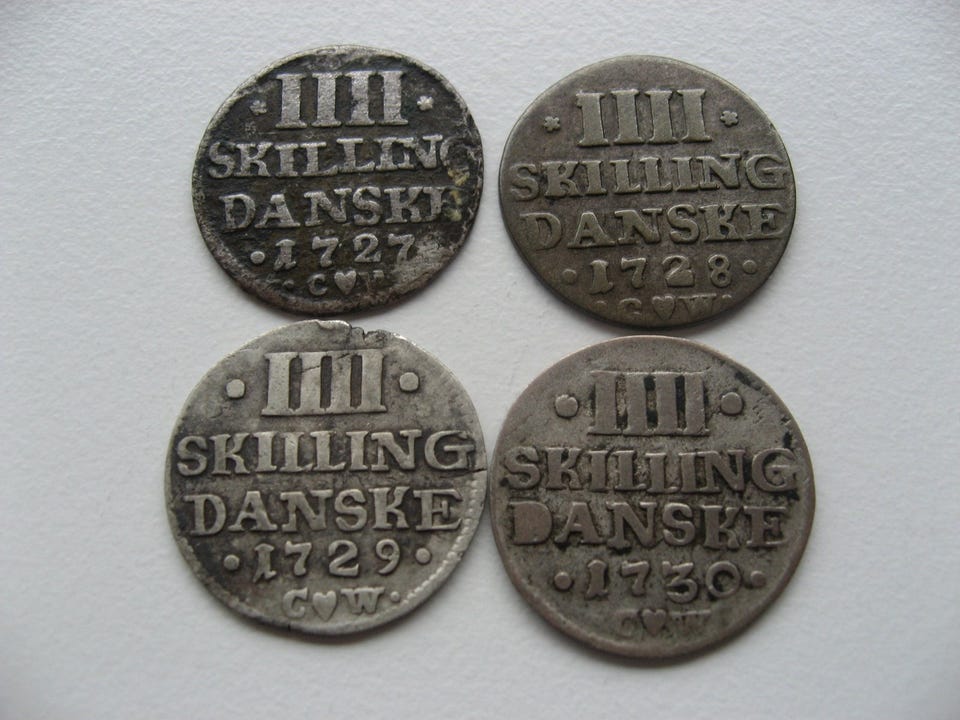 IIII
SKILLING
DANSKE
·1727
·C♥
IIII
SKILLING
DANSKE
·1728·
·C♥W·
·IIII·
SKILLING
DANSKE
·1729·
C♥W·
·IIII·
SKILLING
DANSKE
·1730·
C♥W